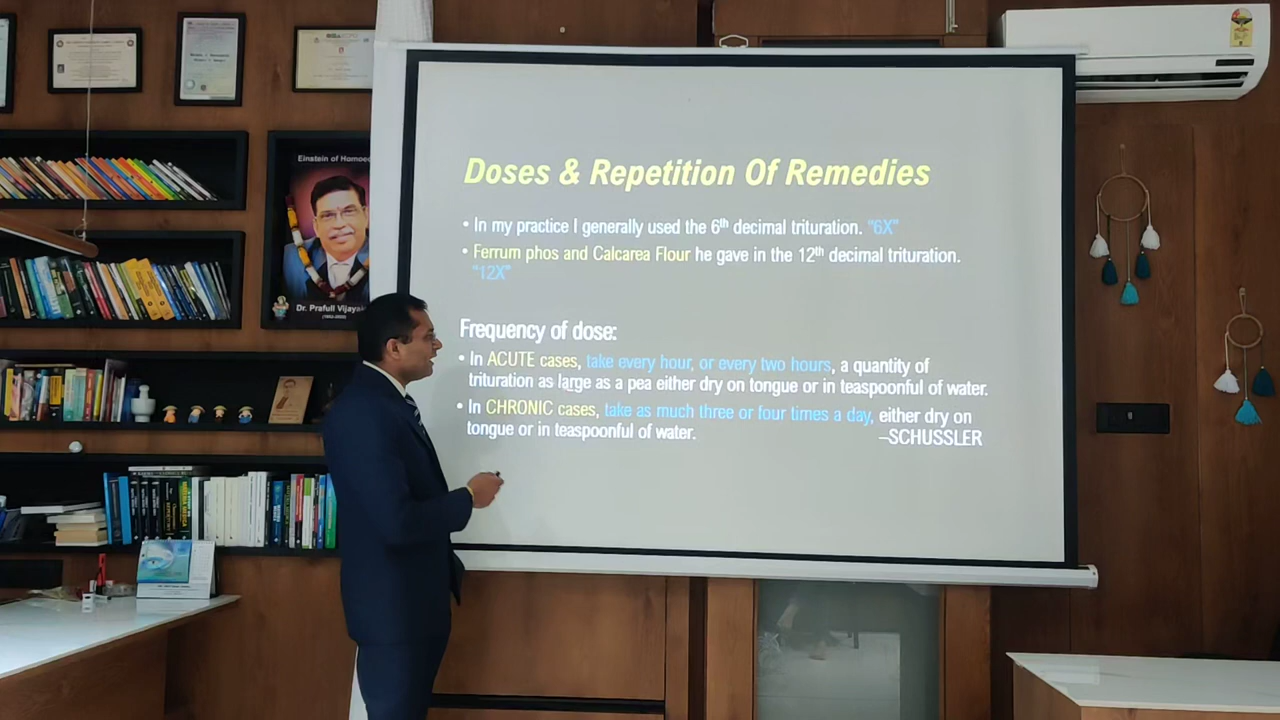 Einstein of Homoeo
Dr. Prafull Vijayak
Doses & Repetition Of Remedies
• In my practice I generally used the 6th decimal trituration. “6X”
• Ferrum phos and Calcarea Flour he gave in the 12th decimal trituration.
“12X”
Frequency of dose:
• In ACUTE cases, take every hour, or every two hours, a quantity of
trituration as large as a pea either dry on tongue or in teaspoonful of water.
• In CHRONIC cases, take as much three or four times a day, either dry on
tongue or in teaspoonful of water.
–SCHUSSLER